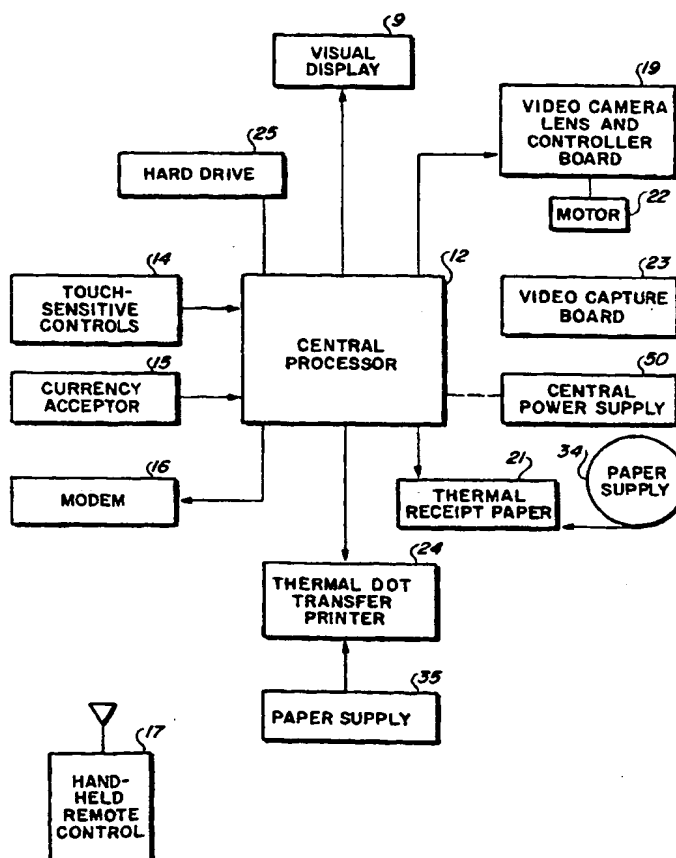 9
VISUAL
DISPLAY
19
VIDEO CAMERA
LENS AND
CONTROLLER
BOARD
25
HARD DRIVE
22
MOTOR
14
TOUCH-
SENSITIVE
CONTROLS
12
CENTRAL
PROCESSOR
23
VIDEO CAPTURE
BOARD
15
CURRENCY
ACCEPTOR
50
CENTRAL
POWER SUPPLY
16
MODEM
21
THERMAL
RECEIPT PAPER
34
PAPER
SUPPLY
24
THERMAL DOT
TRANSFER
PRINTER
35
PAPER SUPPLY
17
HAND-
HELD
REMOTE
CONTROL